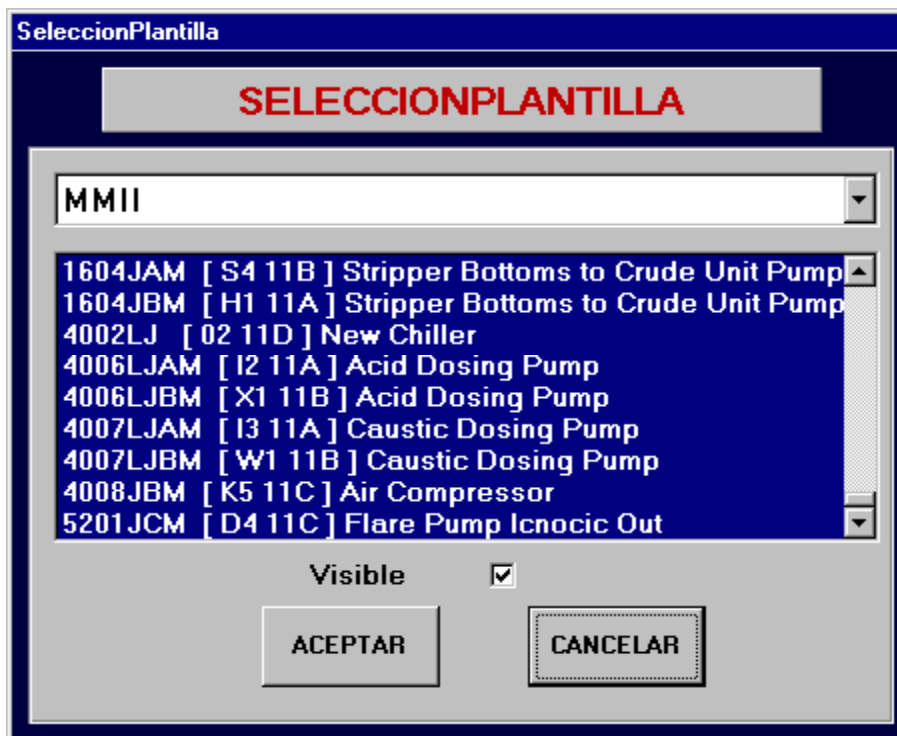 SeleccionPlantilla
SELECCIONPLANTILLA
MMII
1604JAM [ S4 11B ] Stripper Bottoms to Crude Unit Pump
1604JBM [ H1 11A ] Stripper Bottoms to Crude Unit Pump
4002LJ [ 02 11D ] New Chiller
4006LJAM [ I2 11A ] Acid Dosing Pump
4006LJBM [ X1 11B ] Acid Dosing Pump
4007LJAM [ I3 11A ] Caustic Dosing Pump
4007LJBM [ W1 11B ] Caustic Dosing Pump
4008JBM [ K5 11C ] Air Compressor
5201JCM [ D4 11C ] Flare Pump Icnocic Out
Visible
ACEPTAR CANCELAR